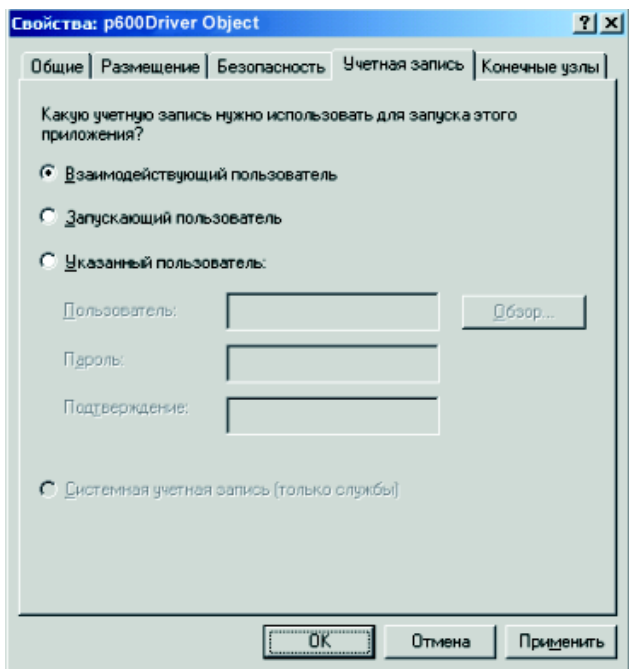 Свойства: p600Driver Object
Общие Размещение Безопасность Учетная запись Конечные узлы
Какую учетную запись нужно использовать для запуска этого
приложения?
Взаимодействующий пользователь
Запускающий пользователь
Указанный пользователь:
Пользователь:
Обзор...
Пароль:
Подтверждение:
Системная учетная запись (только службы)
OK Отмена Применить